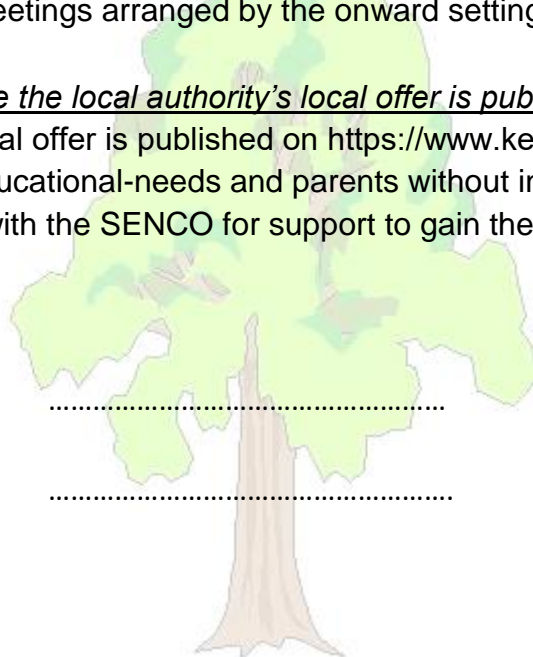 eetings arranged by the onward setting
e the local authority's local offer is pub
al offer is published on https://www.ke
ucational-needs and parents without in
with the SENCO for support to gain the
……………………………………………
…………………………………………….